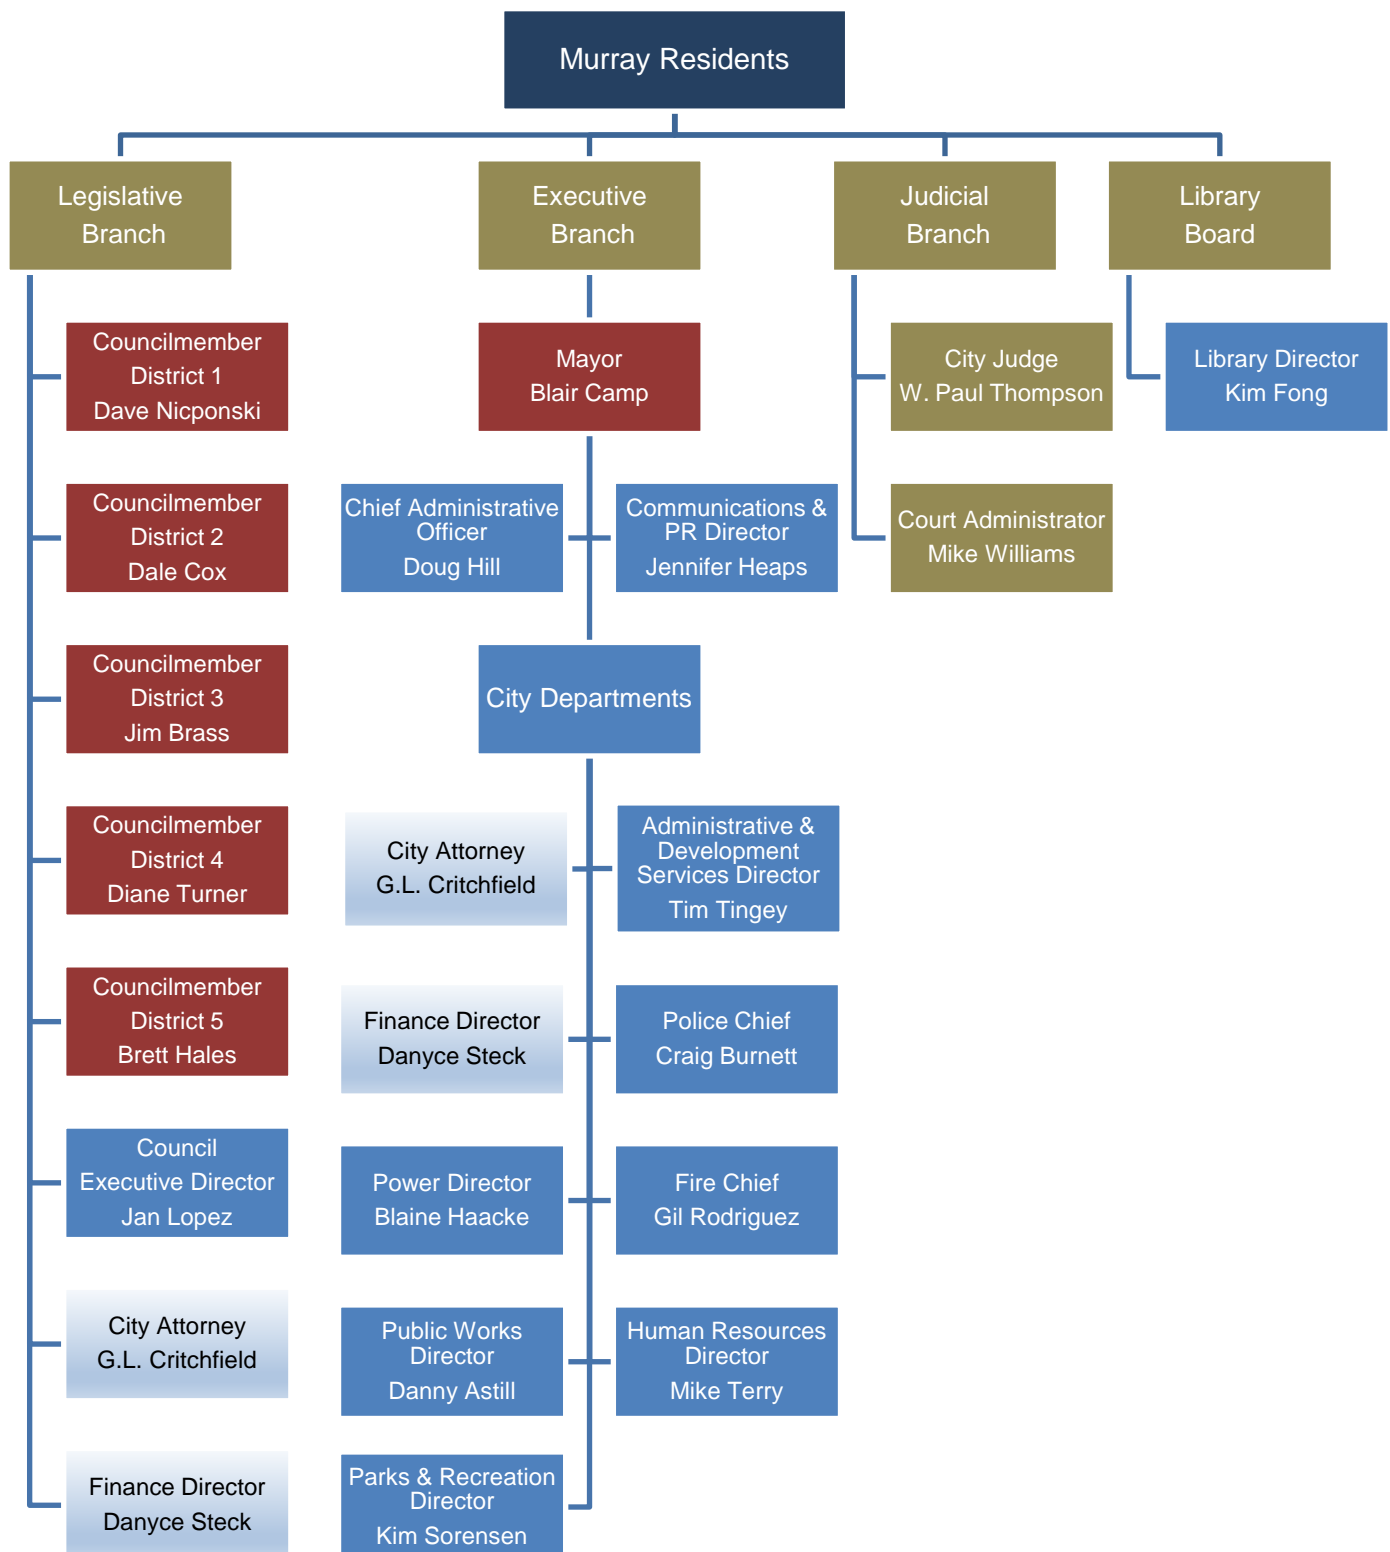 Murray Residents
Legislative
Branch
Executive
Branch
Judicial
Branch
Library
Board
Councilmember
District 1
Dave Nicponski
Mayor
Blair Camp
City Judge
W. Paul Thompson
Library Director
Kim Fong
Councilmember
District 2
Dale Cox
Chief Administrative
Officer
Doug Hill
Communications &
PR Director
Jennifer Heaps
Court Administrator
Mike Williams
Councilmember
District 3
Jim Brass
City Departments
Councilmember
District 4
Diane Turner
City Attorney
G.L. Critchfield
Administrative &
Development
Services Director
Tim Tingey
Councilmember
District 5
Brett Hales
Finance Director
Danyce Steck
Police Chief
Craig Burnett
Council
Executive Director
Jan Lopez
Power Director
Blaine Haacke
Fire Chief
Gil Rodriguez
City Attorney
G.L. Critchfield
Public Works
Director
Danny Astill
Human Resources
Director
Mike Terry
Finance Director
Danyce Steck
Parks & Recreation
Director
Kim Sorensen